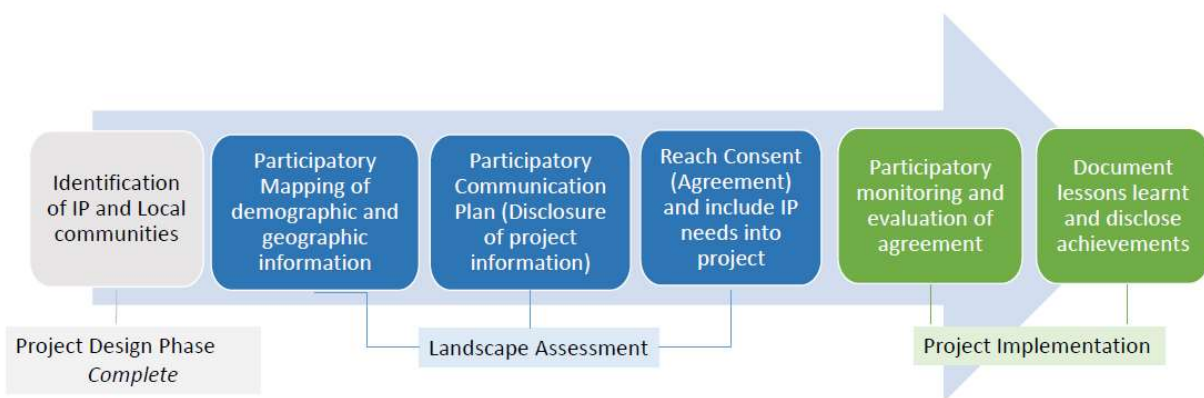 Identification
of IP and Local
communities
Participatory
Mapping of
demographic and
geographic
information
Participatory
Communication
Plan (Disclosure
of project
information)
Reach Consent
(Agreement)
and include IP
needs into
project
Participatory
monitoring and
evaluation of
agreement
Document
lessons learnt
and disclose
achievements
Project Design Phase
Complete
Landscape Assessment
Project Implementation